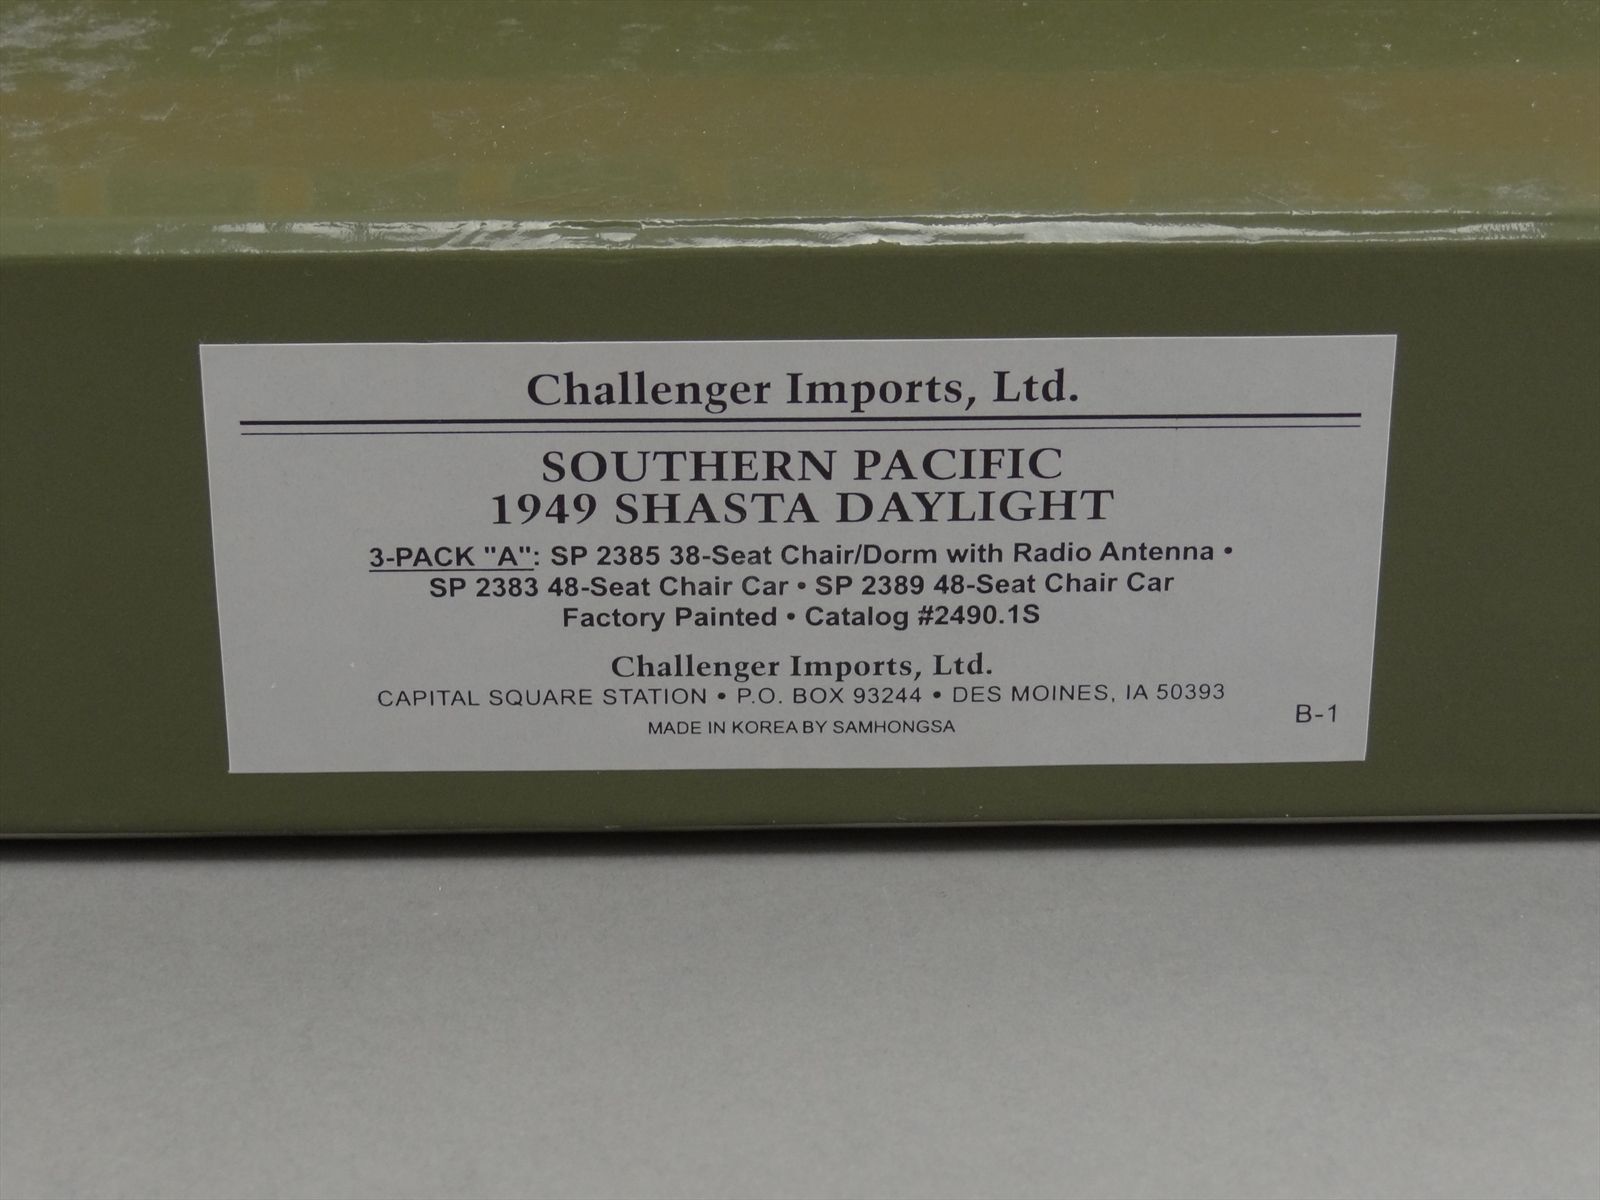 Challenger Imports, Ltd.
SOUTHERN PACIFIC
1949 SHASTA DAYLIGHT
3-PACK "A": SP 2385 38-Seat Chair/Dorm with Radio Antenna •
SP 2383 48-Seat Chair Car • SP 2389 48-Seat Chair Car
Factory Painted • Catalog #2490.1S
Challenger Imports, Ltd.
CAPITAL SQUARE STATION • P.O. BOX 93244 • DES MOINES, IA 50393
MADE IN KOREA BY SAMHONGSA
B-1